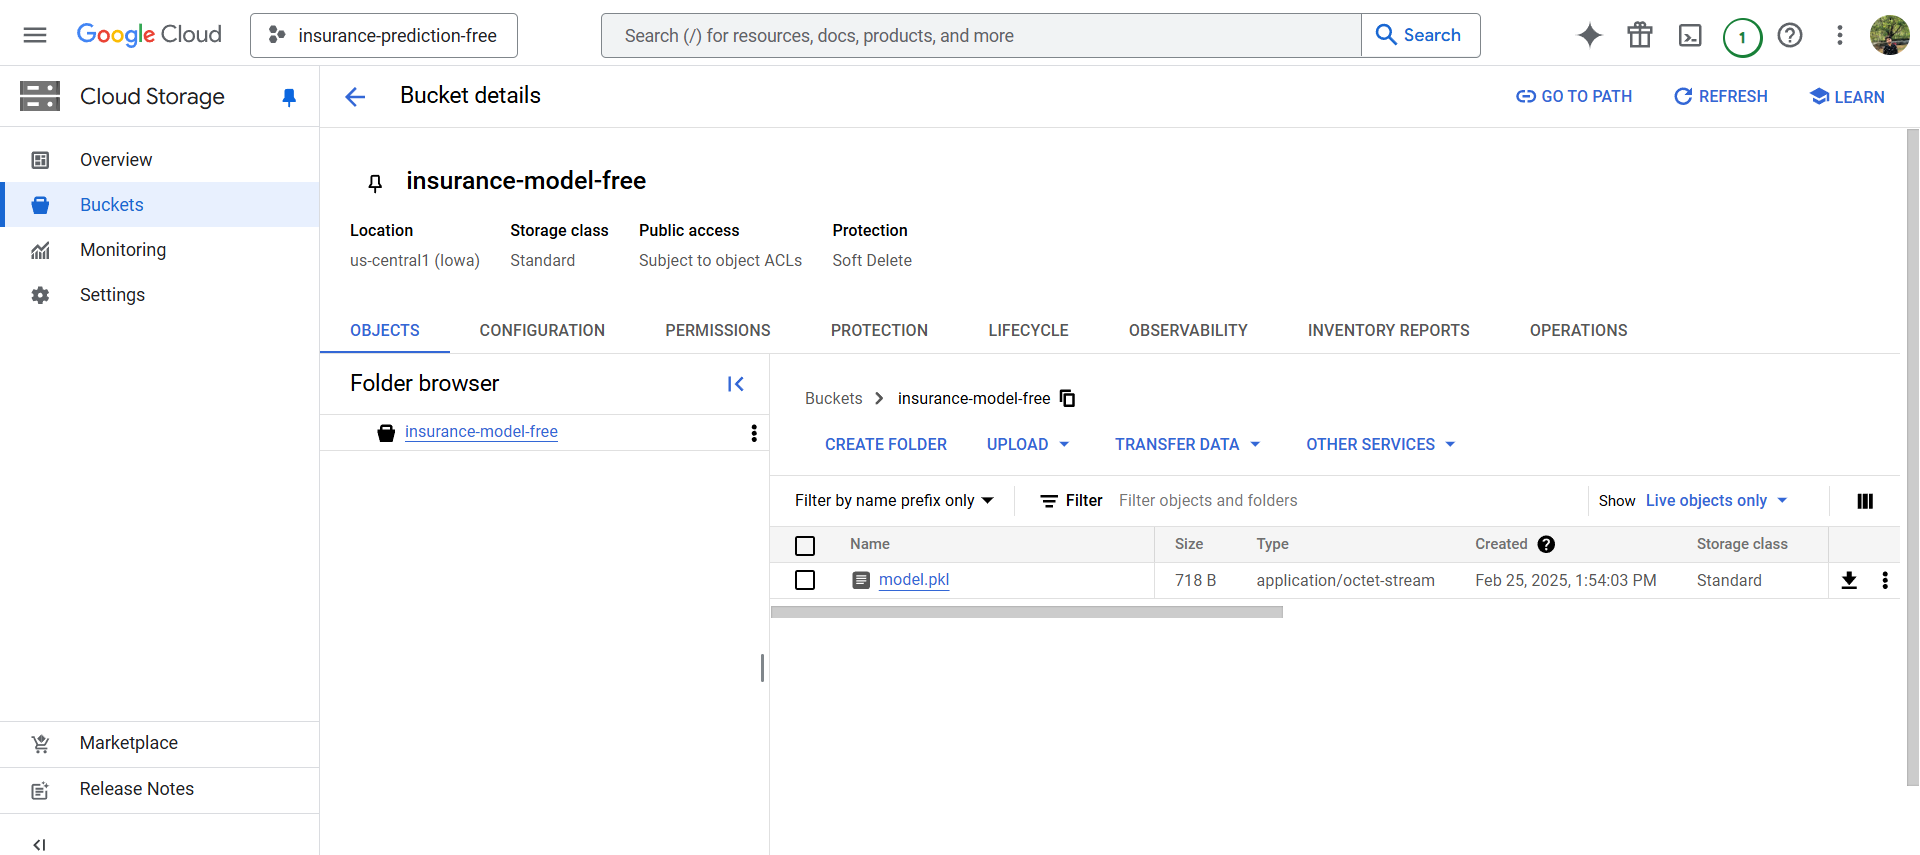 Google Cloud
insurance-prediction-free
Search (/) for resources, docs, products, and more
Search
1
Cloud Storage
Bucket details
GO TO PATH
REFRESH
LEARN
Overview
Buckets
Monitoring
Settings
Marketplace
Release Notes
insurance-model-free
Location Storage class Public access Protection
us-central1 (Iowa) Standard Subject to object ACLs Soft Delete
OBJECTS CONFIGURATION PERMISSIONS PROTECTION LIFECYCLE OBSERVABILITY INVENTORY REPORTS OPERATIONS
Folder browser
insurance-model-free
Buckets insurance-model-free
CREATE FOLDER UPLOAD TRANSFER DATA OTHER SERVICES
Filter by name prefix only Filter Filter objects and folders Show Live objects only
Name Size Type Created Storage class
model.pkl 718 B application/octet-stream Feb 25, 2025, 1:54:03 PM Standard